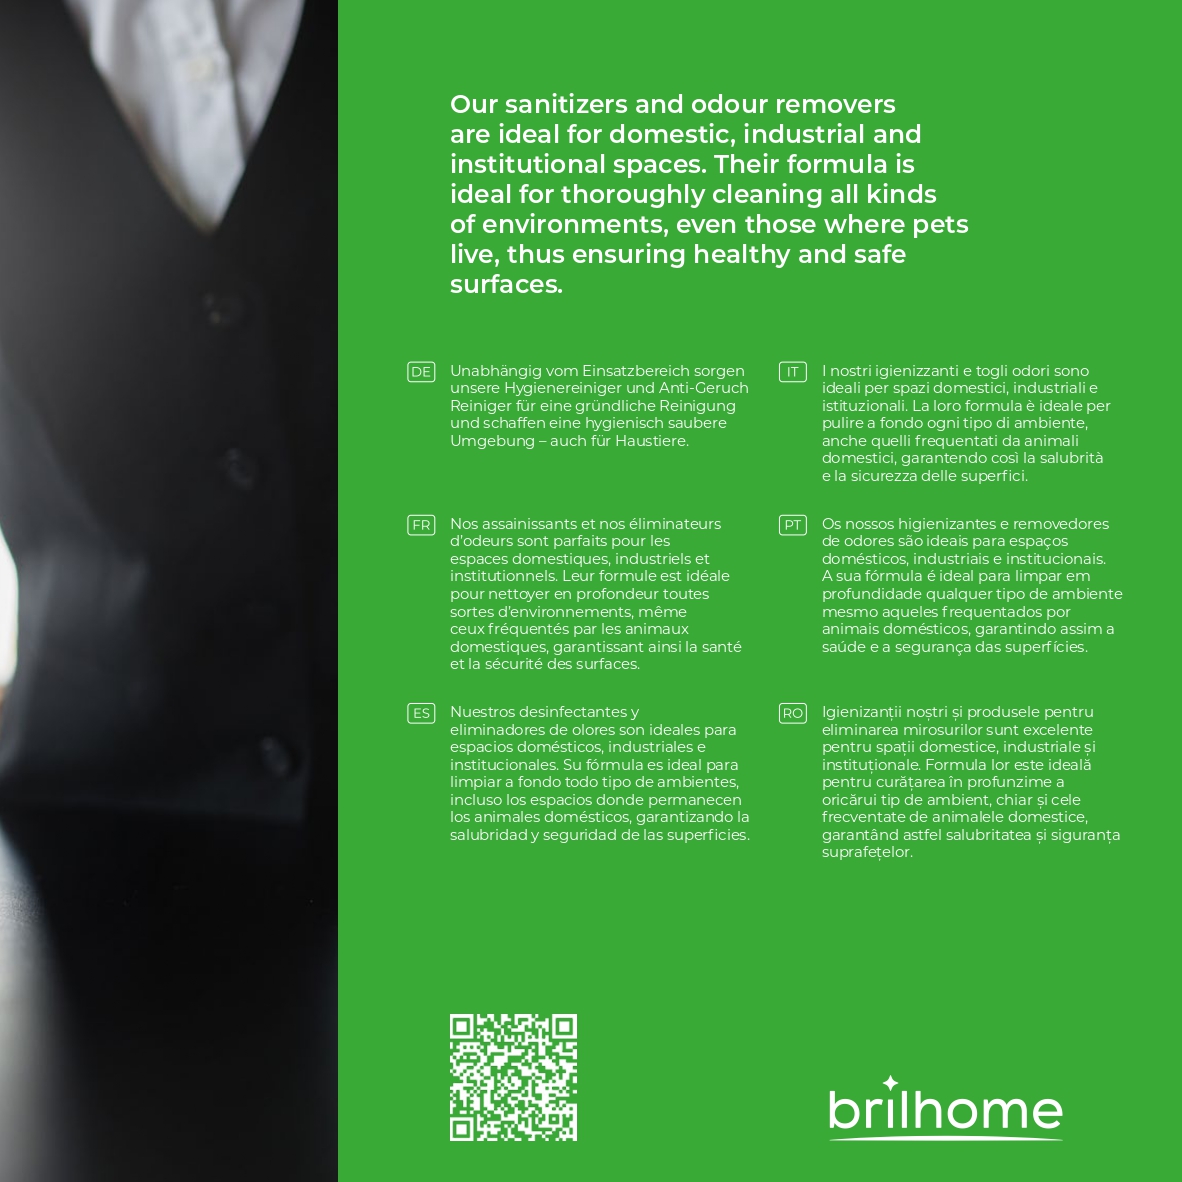 Our sanitizers and odour removers
are ideal for domestic, industrial and
institutional spaces. Their formula is
ideal for thoroughly cleaning all kinds
of environments, even those where pets
live, thus ensuring healthy and safe
surfaces.
DE
Unabhängig vom Einsatzbereich sorgen
unsere Hygienereiniger und Anti-Geruch
Reiniger für eine gründliche Reinigung
und schaffen eine hygienisch saubere
Umgebung – auch für Haustiere.
IT
I nostri igienizzanti e togli odori sono
ideali per spazi domestici, industriali e
istituzionali. La loro formula è ideale per
pulire a fondo ogni tipo di ambiente,
anche quelli frequentati da animali
domestici, garantendo così la salubrità
e la sicurezza delle superfici.
FR
Nos assainissants et nos éliminateurs
d'odeurs sont parfaits pour les
espaces domestiques, industriels et
institutionnels. Leur formule est idéale
pour nettoyer en profondeur toutes
sortes d'environnements, même
ceux fréquentés par les animaux
domestiques, garantissant ainsi la santé
et la sécurité des surfaces.
PT
Os nossos higienizantes e removedores
de odores são ideais para espaços
domésticos, industriais e institucionais.
A sua fórmula é ideal para limpar em
profundidade qualquer tipo de ambiente
mesmo aqueles frequentados por
animais domésticos, garantindo assim a
saúde e a segurança das superfícies.
ES
Nuestros desinfectantes y
eliminadores de olores son ideales para
espacios domésticos, industriales e
institucionales. Su fórmula es ideal para
limpiar a fondo todo tipo de ambientes,
incluso los espacios donde permanecen
los animales domésticos, garantizando la
salubridad y seguridad de las superficies.
RO
Igienizanții noștri și produsele pentru
eliminarea mirosurilor sunt excelente
pentru spații domestice, industriale și
instituționale. Formula lor este ideală
pentru curățarea în profunzime a
oricărui tip de ambient, chiar și cele
frecventate de animalele domestice,
garantând astfel salubritatea și siguranța
suprafețelor.
brilhome